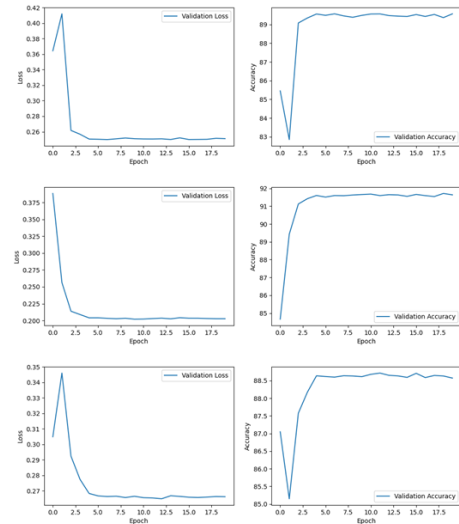 0.42
0.40
0.38
0.36
0.34
0.32
0.30
0.28
0.26
Loss
Validation Loss
0.0 2.5 5.0 7.5 10.0 12.5 15.0 17.5
Epoch
89
88
87
86
85
84
83
Accuracy
Validation Accuracy
0.0 2.5 5.0 7.5 10.0 12.5 15.0 17.5
Epoch
0.375
0.350
0.325
0.300
0.275
0.250
0.225
0.200
Loss
Validation Loss
0.0 2.5 5.0 7.5 10.0 12.5 15.0 17.5
Epoch
92
91
90
89
88
87
86
85
Accuracy
Validation Accuracy
0.0 2.5 5.0 7.5 10.0 12.5 15.0 17.5
Epoch
0.35
0.34
0.33
0.32
0.31
0.30
0.29
0.28
0.27
Loss
Validation Loss
0.0 2.5 5.0 7.5 10.0 12.5 15.0 17.5
Epoch
88.5
88.0
87.5
87.0
86.5
86.0
85.5
85.0
Accuracy
Validation Accuracy
0.0 2.5 5.0 7.5 10.0 12.5 15.0 17.5
Epoch